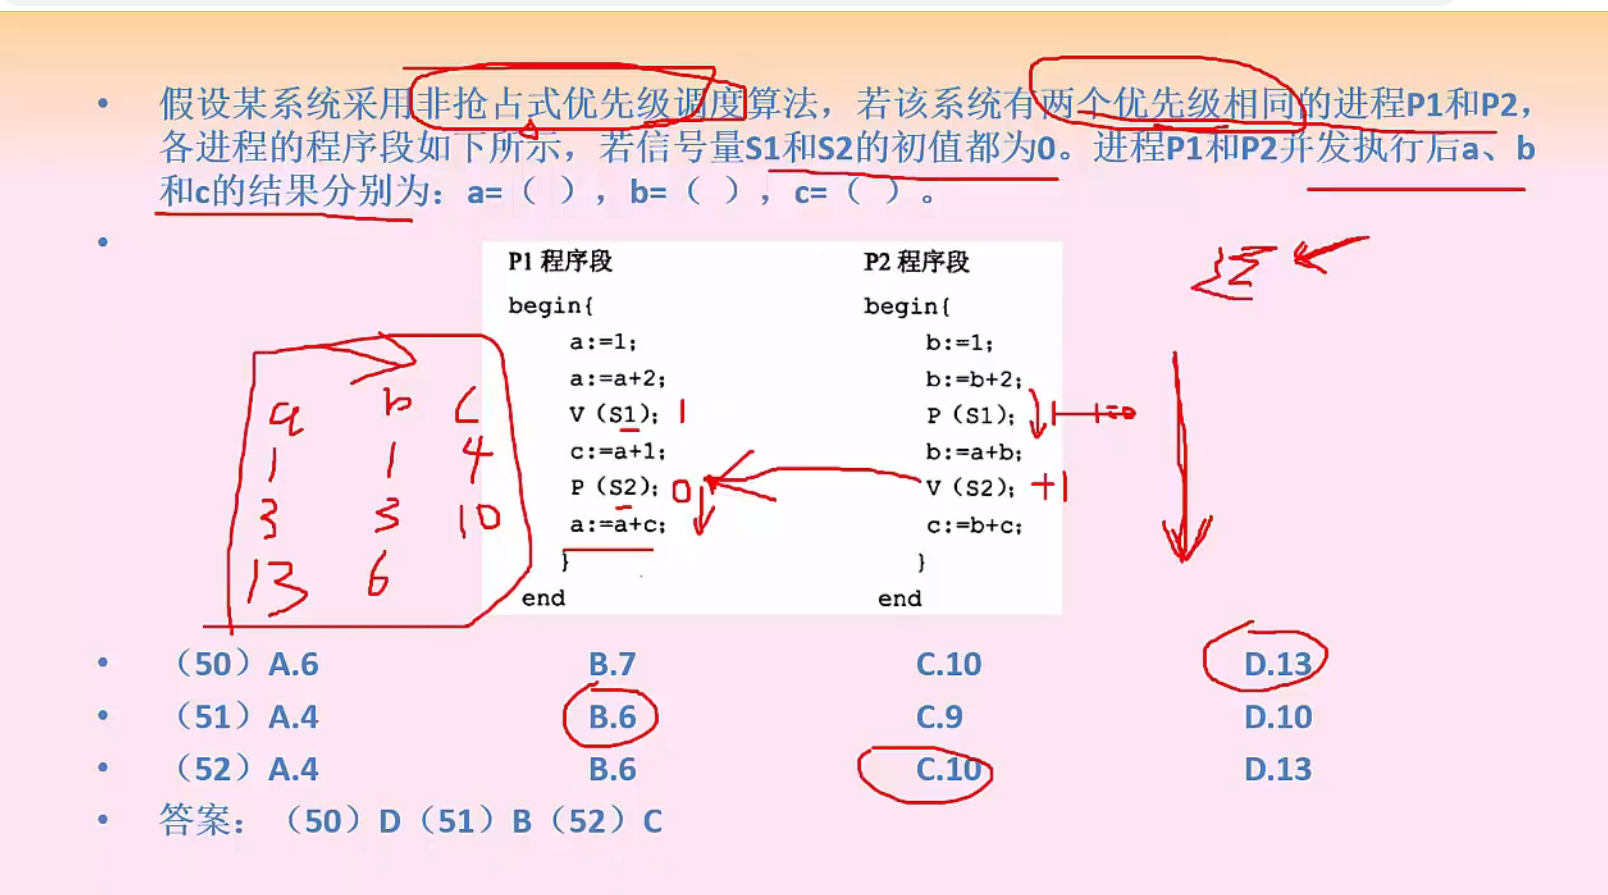 • 假设某系统采用非抢占式优先级调度算法，若该系统有两个优先级相同的进程P1和P2，
各进程的程序段如下所示，若信号量S1和S2的初值都为0。进程P1和P2并发执行后a、b
和c的结果分别为：a=（ ），b=（ ），c=（ ）。
•
P1 程序段 P2 程序段
begin{ begin{
a:=1; b:=1;
a:=a+2; b:=b+2;
V (S1); 1 P (S1); 1-1=0
c:=a+1; b:=a+b;
P (S2); 0 V (S2); +1
a:=a+c; c:=b+c;
} }
end end
a b c
1 1 4
3 3 10
13 6
• （50）A.6 B.7 C.10 D.13
• （51）A.4 B.6 C.9 D.10
• （52）A.4 B.6 C.10 D.13
• 答案：（50）D（51）B（52）C